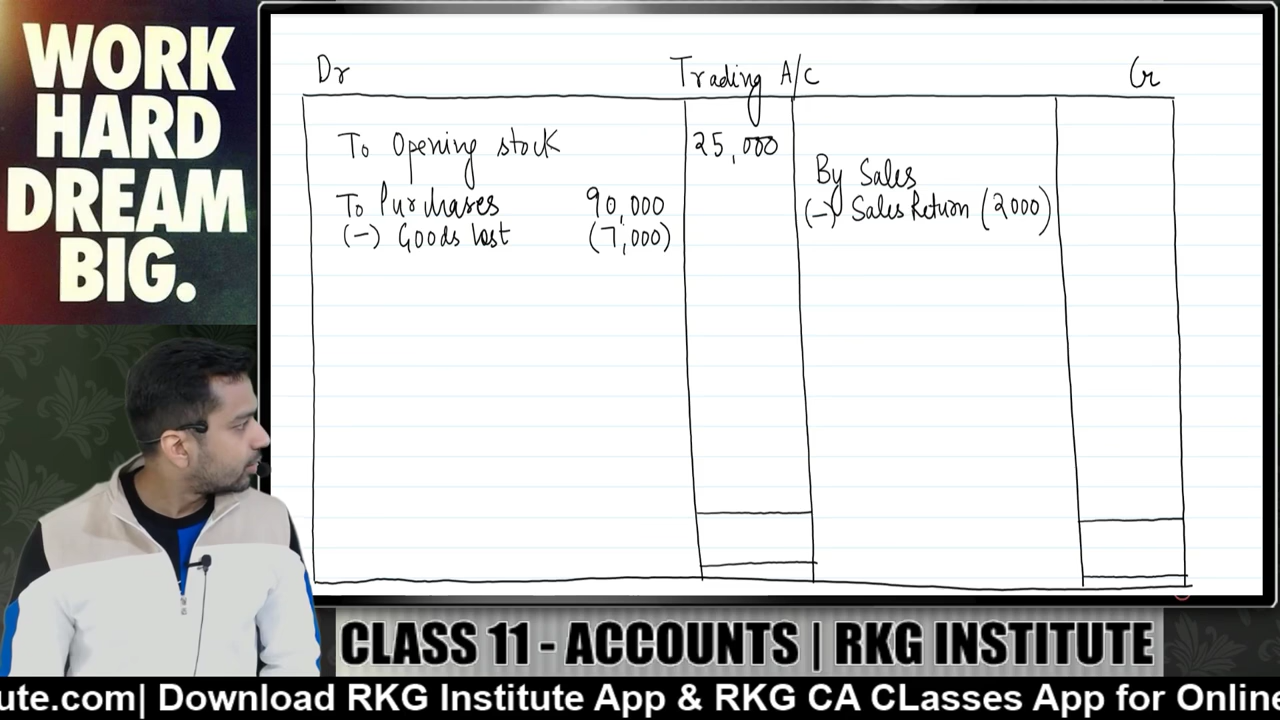 WORK
HARD
DREAM
BIG.
Dr Trading A/C Cr
To Opening stock 25,000
To Purchases 90,000
(-) Goods lost (7,000)
By Sales
(-) Sales Return (2000)
CLASS 11 - ACCOUNTS | RKG INSTITUTE
ute.com| Download RKG Institute App & RKG CA CLasses App for Online